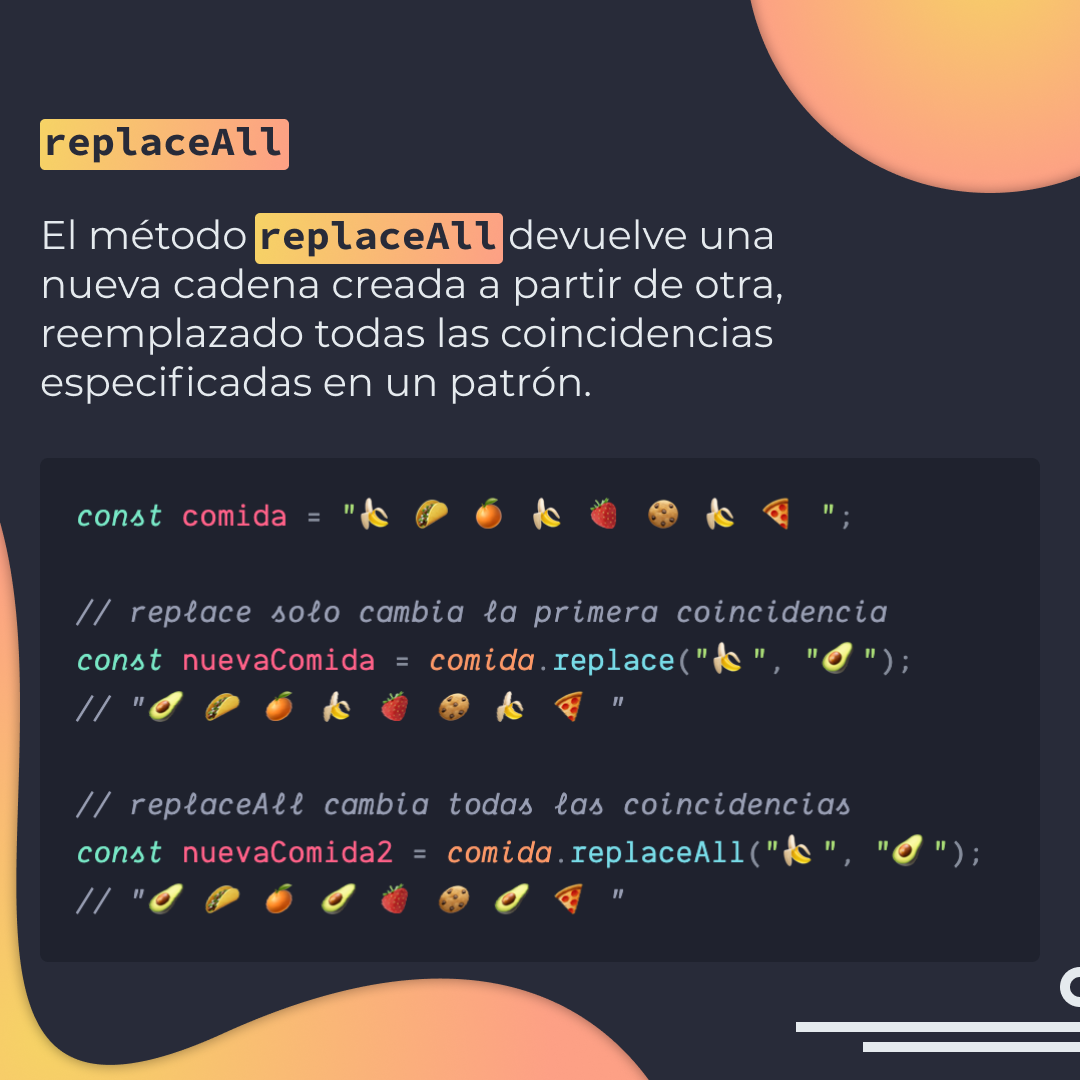 replaceAll
El método replaceAll devuelve una
nueva cadena creada a partir de otra,
reemplazado todas las coincidencias
especificadas en un patrón.
const comida = "🍌 🌮 🍊 🍌 🍓 🍪 🍌 🍕 ";
// replace solo cambia la primera coincidencia
const nuevaComida = comida.replace("🍌 ", "🥑 ");
// "🥑 🌮 🍊 🍌 🍓 🍪 🍌 🍕 "
// replaceAll cambia todas las coincidencias
const nuevaComida2 = comida.replaceAll("🍌 ", "🥑 ");
// "🥑 🌮 🍊 🥑 🍓 🍪 🥑 🍕 "